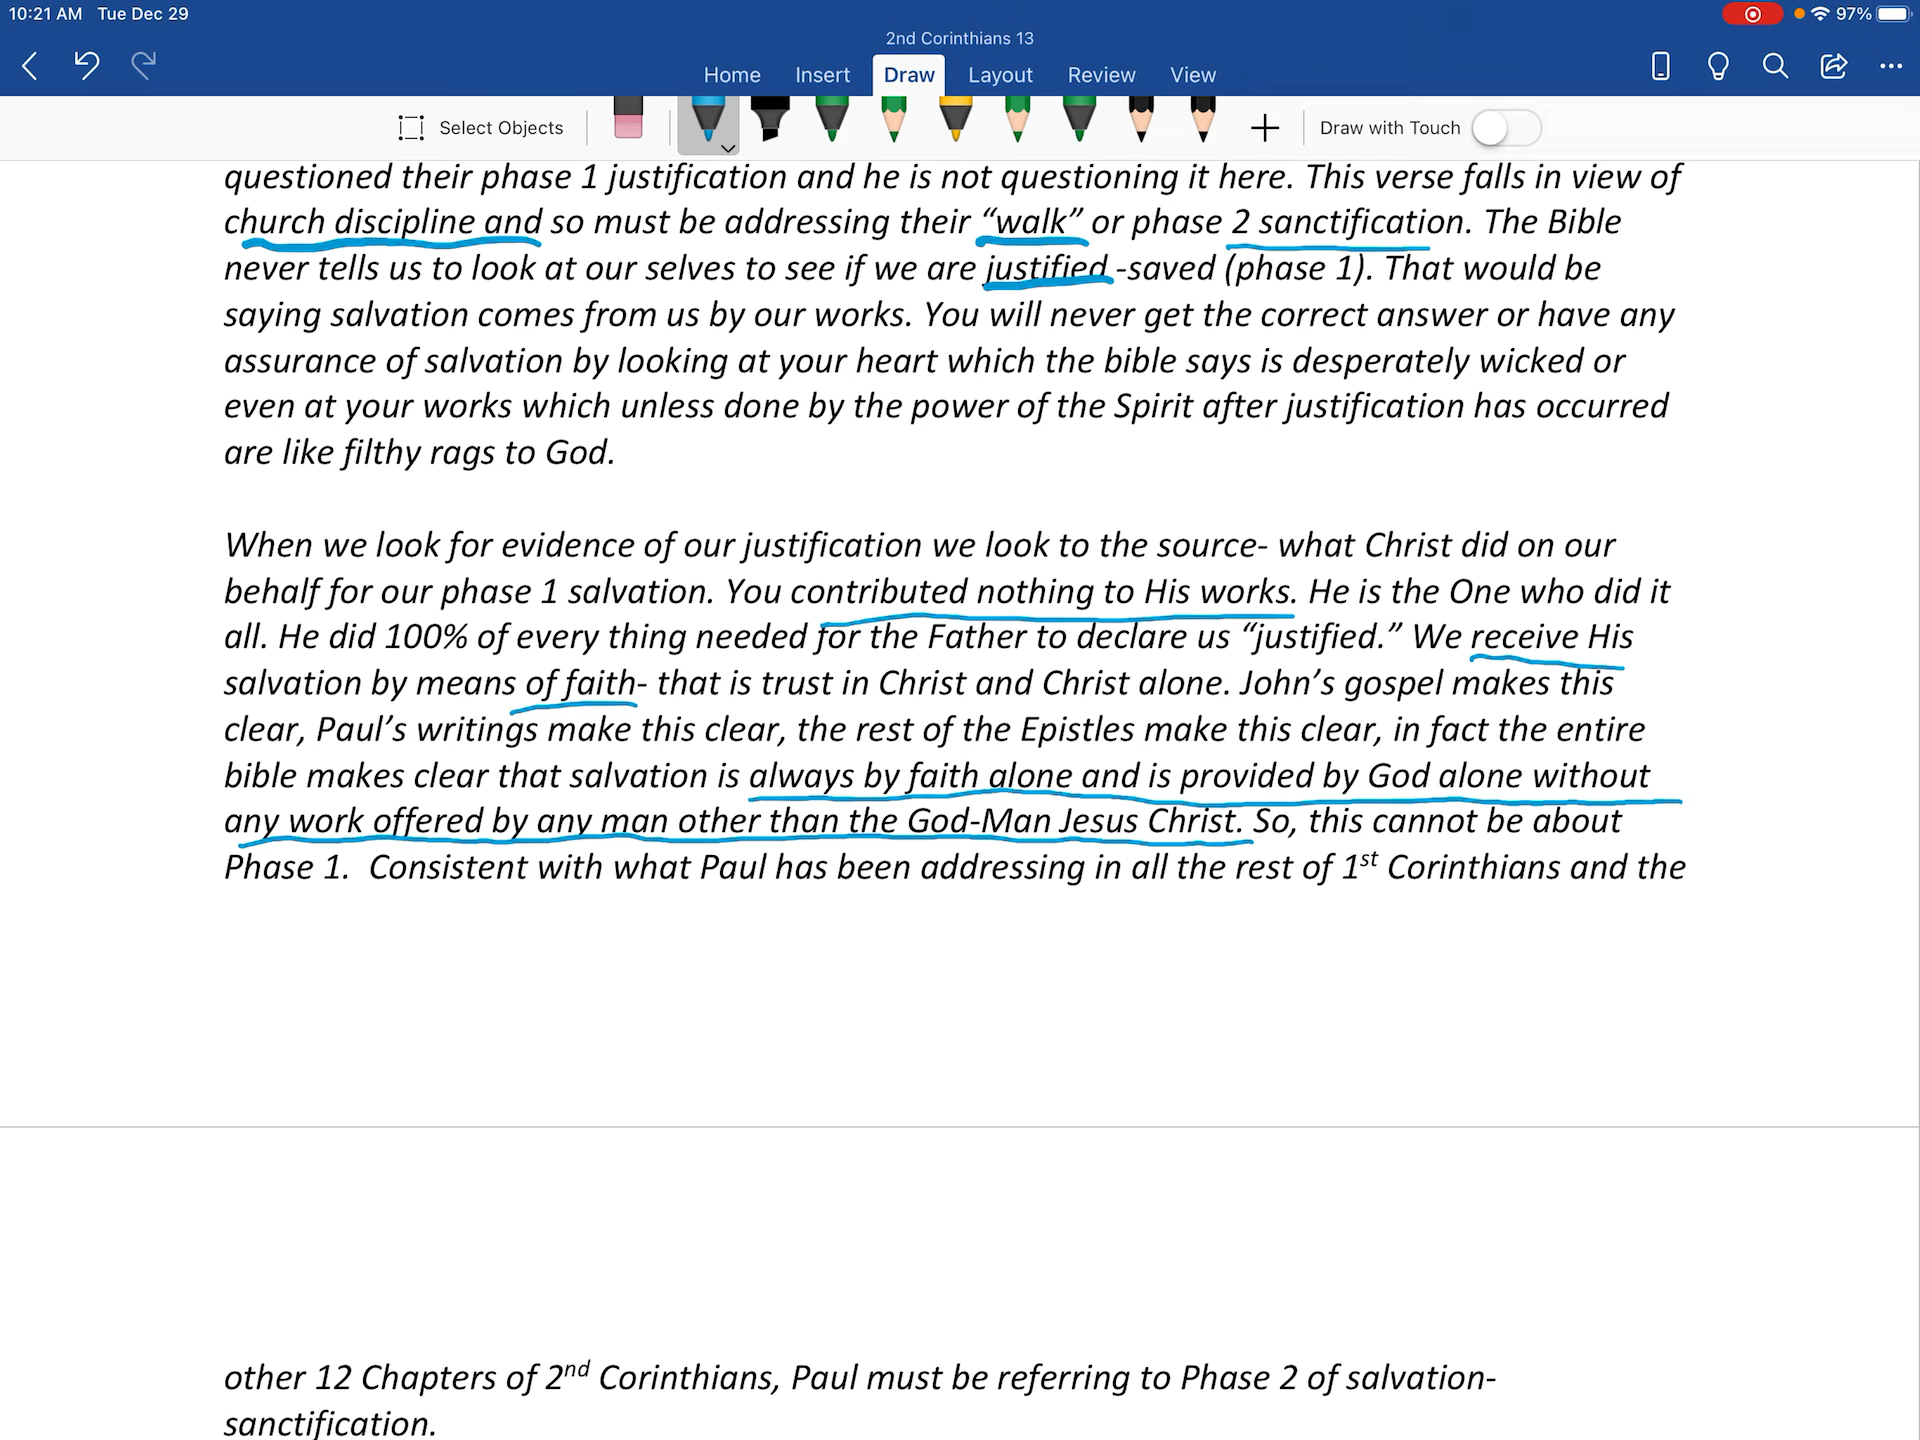 10:21 AM Tue Dec 29
97%
2nd Corinthians 13
Home Insert Draw Layout Review View
Select Objects
Draw with Touch
questioned their phase 1 justification and he is not questioning it here. This verse falls in view of
church discipline and so must be addressing their “walk” or phase 2 sanctification. The Bible
never tells us to look at our selves to see if we are justified -saved (phase 1). That would be
saying salvation comes from us by our works. You will never get the correct answer or have any
assurance of salvation by looking at your heart which the bible says is desperately wicked or
even at your works which unless done by the power of the Spirit after justification has occurred
are like filthy rags to God.
When we look for evidence of our justification we look to the source- what Christ did on our
behalf for our phase 1 salvation. You contributed nothing to His works. He is the One who did it
all. He did 100% of every thing needed for the Father to declare us “justified.” We receive His
salvation by means of faith- that is trust in Christ and Christ alone. John’s gospel makes this
clear, Paul’s writings make this clear, the rest of the Epistles make this clear, in fact the entire
bible makes clear that salvation is always by faith alone and is provided by God alone without
any work offered by any man other than the God-Man Jesus Christ. So, this cannot be about
Phase 1.  Consistent with what Paul has been addressing in all the rest of 1st Corinthians and the
other 12 Chapters of 2nd Corinthians, Paul must be referring to Phase 2 of salvation-
sanctification.